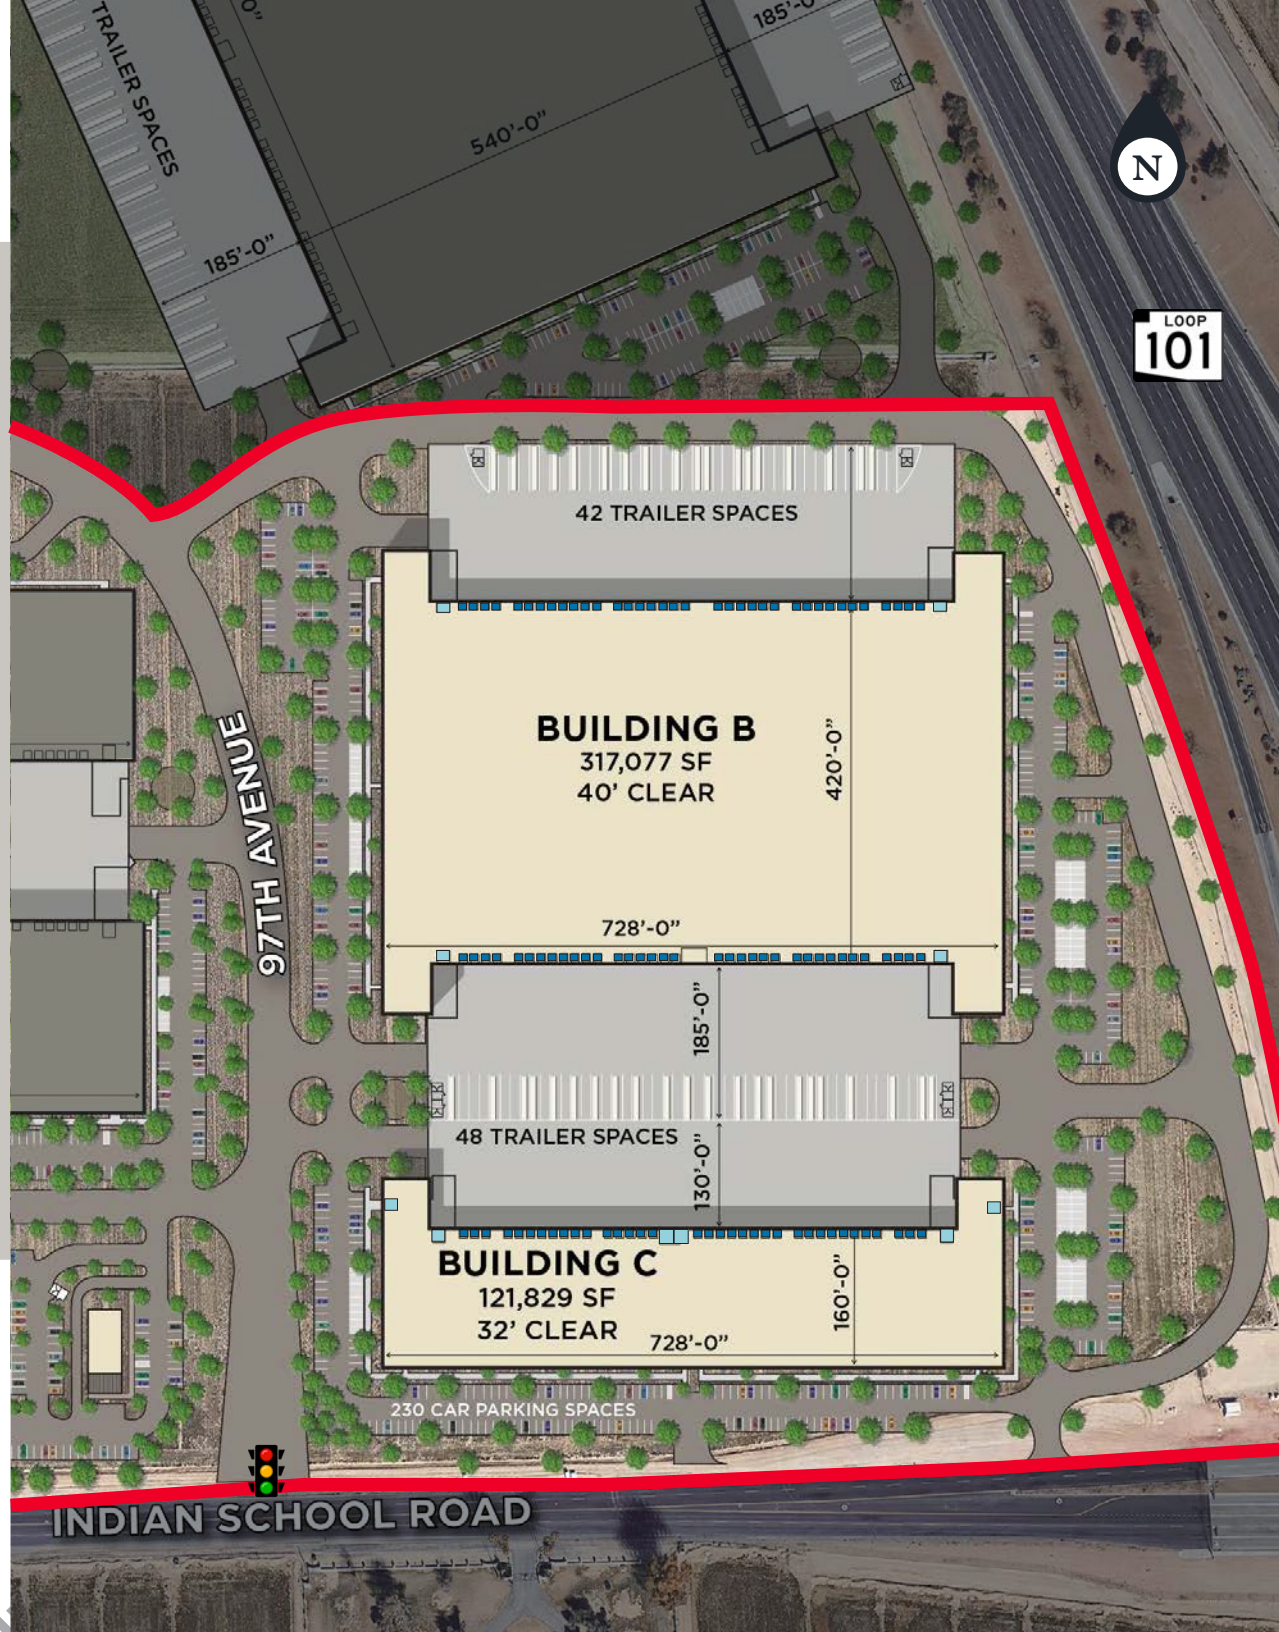 TRAILER SPACES
185'-0"
540'-0"
185'-0"
N
LOOP
101
42 TRAILER SPACES
BUILDING B
317,077 SF
40' CLEAR
420'-0"
97TH AVENUE
728'-0"
185'-0"
48 TRAILER SPACES
130'-0"
BUILDING C
121,829 SF
32' CLEAR
160'-0"
728'-0"
230 CAR PARKING SPACES
INDIAN SCHOOL ROAD